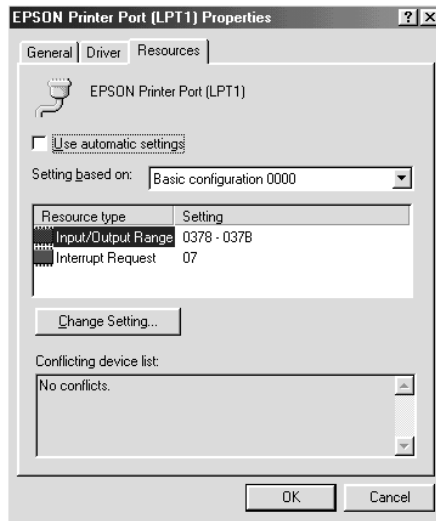 EPSON Printer Port (LPT1) Properties ? X
General Driver Resources
EPSON Printer Port (LPT1)
Use automatic settings
Setting based on: Basic configuration 0000
Resource type Setting
Input/Output Range 0378 - 037B
Interrupt Request 07
Change Setting...
Conflicting device list:
No conflicts.
OK Cancel